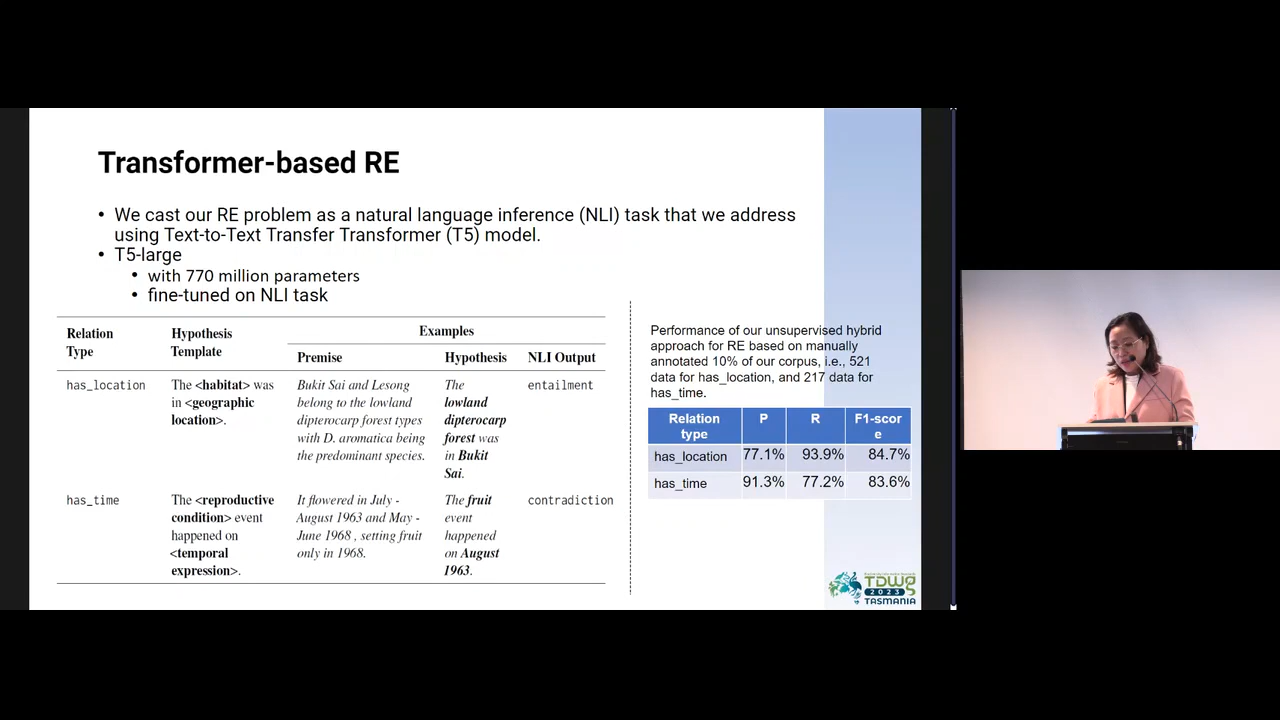 Transformer-based RE
• We cast our RE problem as a natural language inference (NLI) task that we address
using Text-to-Text Transfer Transformer (T5) model.
• T5-large
• with 770 million parameters
• fine-tuned on NLI task
Relation
Type
Hypothesis
Template
Examples
Premise
Hypothesis
NLI Output
has_location
The <habitat> was
in <geographic
location>.
Bukit Sai and Lesong
belong to the lowland
dipterocarp forest types
with D. aromatica being
the predominant species.
The
lowland
dipterocarp
forest was
in Bukit
Sai.
entailment
has_time
The <reproductive
condition> event
happened on
<temporal
expression>.
It flowered in July -
August 1963 and May -
June 1968 , setting fruit
only in 1968.
The fruit
event
happened
on August
1963.
contradiction
Performance of our unsupervised hybrid
approach for RE based on manually
annotated 10% of our corpus, i.e., 521
data for has_location, and 217 data for
has_time.
Relation
type
P
R
F1-scor
e
has_location 77.1% 93.9% 84.7%
has_time 91.3% 77.2% 83.6%
TDWG
2023
TASMANIA